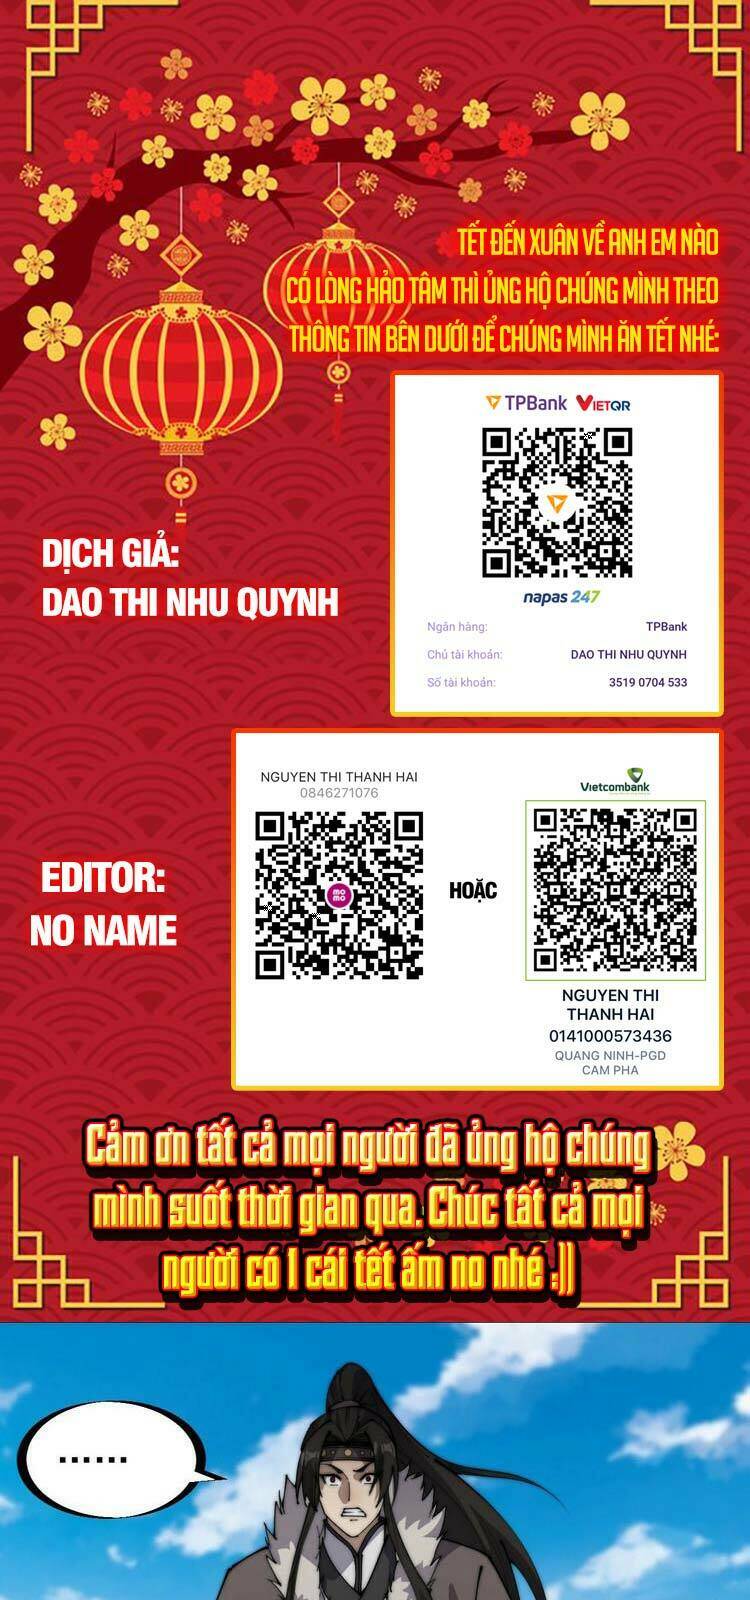 TẾT ĐẾN XUÂN VỀ ANH EM NÀO
CÓ LÒNG HẢO TÂM THÌ ỦNG HỘ CHÚNG MÌNH THEO
THÔNG TIN BÊN DƯỚI ĐỂ CHÚNG MÌNH ĂN TẾT NHÉ:
TPBank VIETQR
napas 247
Ngân hàng: TPBank
Chủ tài khoản: DAO THI NHU QUYNH
Số tài khoản: 3519 0704 533
DỊCH GIẢ:
DAO THI NHU QUYNH
NGUYEN THI THANH HAI
0846271076
mo
mo
EDITOR:
NO NAME
HOẶC
Vietcombank
NGUYEN THI
THANH HAI
0141000573436
QUANG NINH-PGD
CAM PHA
Cảm ơn tất cả mọi người đã ủng hộ chúng
mình suốt thời gian qua. Chúc tất cả mọi
người có 1 cái tết ấm no nhé :))
......